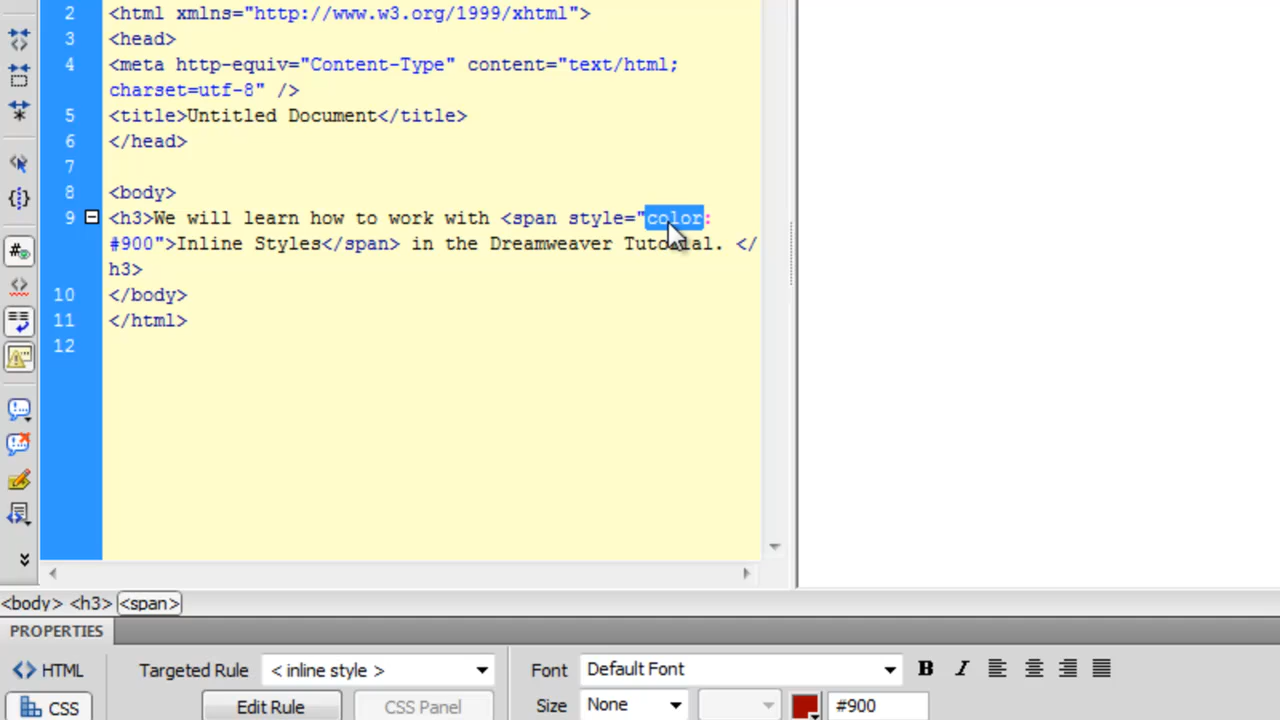 2 <html xmlns="http://www.w3.org/1999/xhtml">
3 <head>
4 <meta http-equiv="Content-Type" content="text/html;
charset=utf-8" />
5 <title>Untitled Document</title>
6 </head>
7
8 <body>
9 <h3>We will learn how to work with <span style="color:
#900">Inline Styles</span> in the Dreamweaver Tutorial. </
h3>
10 </body>
11 </html>
12
<body> <h3> <span>
PROPERTIES
<> HTML Targeted Rule < inline style > Font Default Font B I
CSS Edit Rule CSS Panel Size None #900